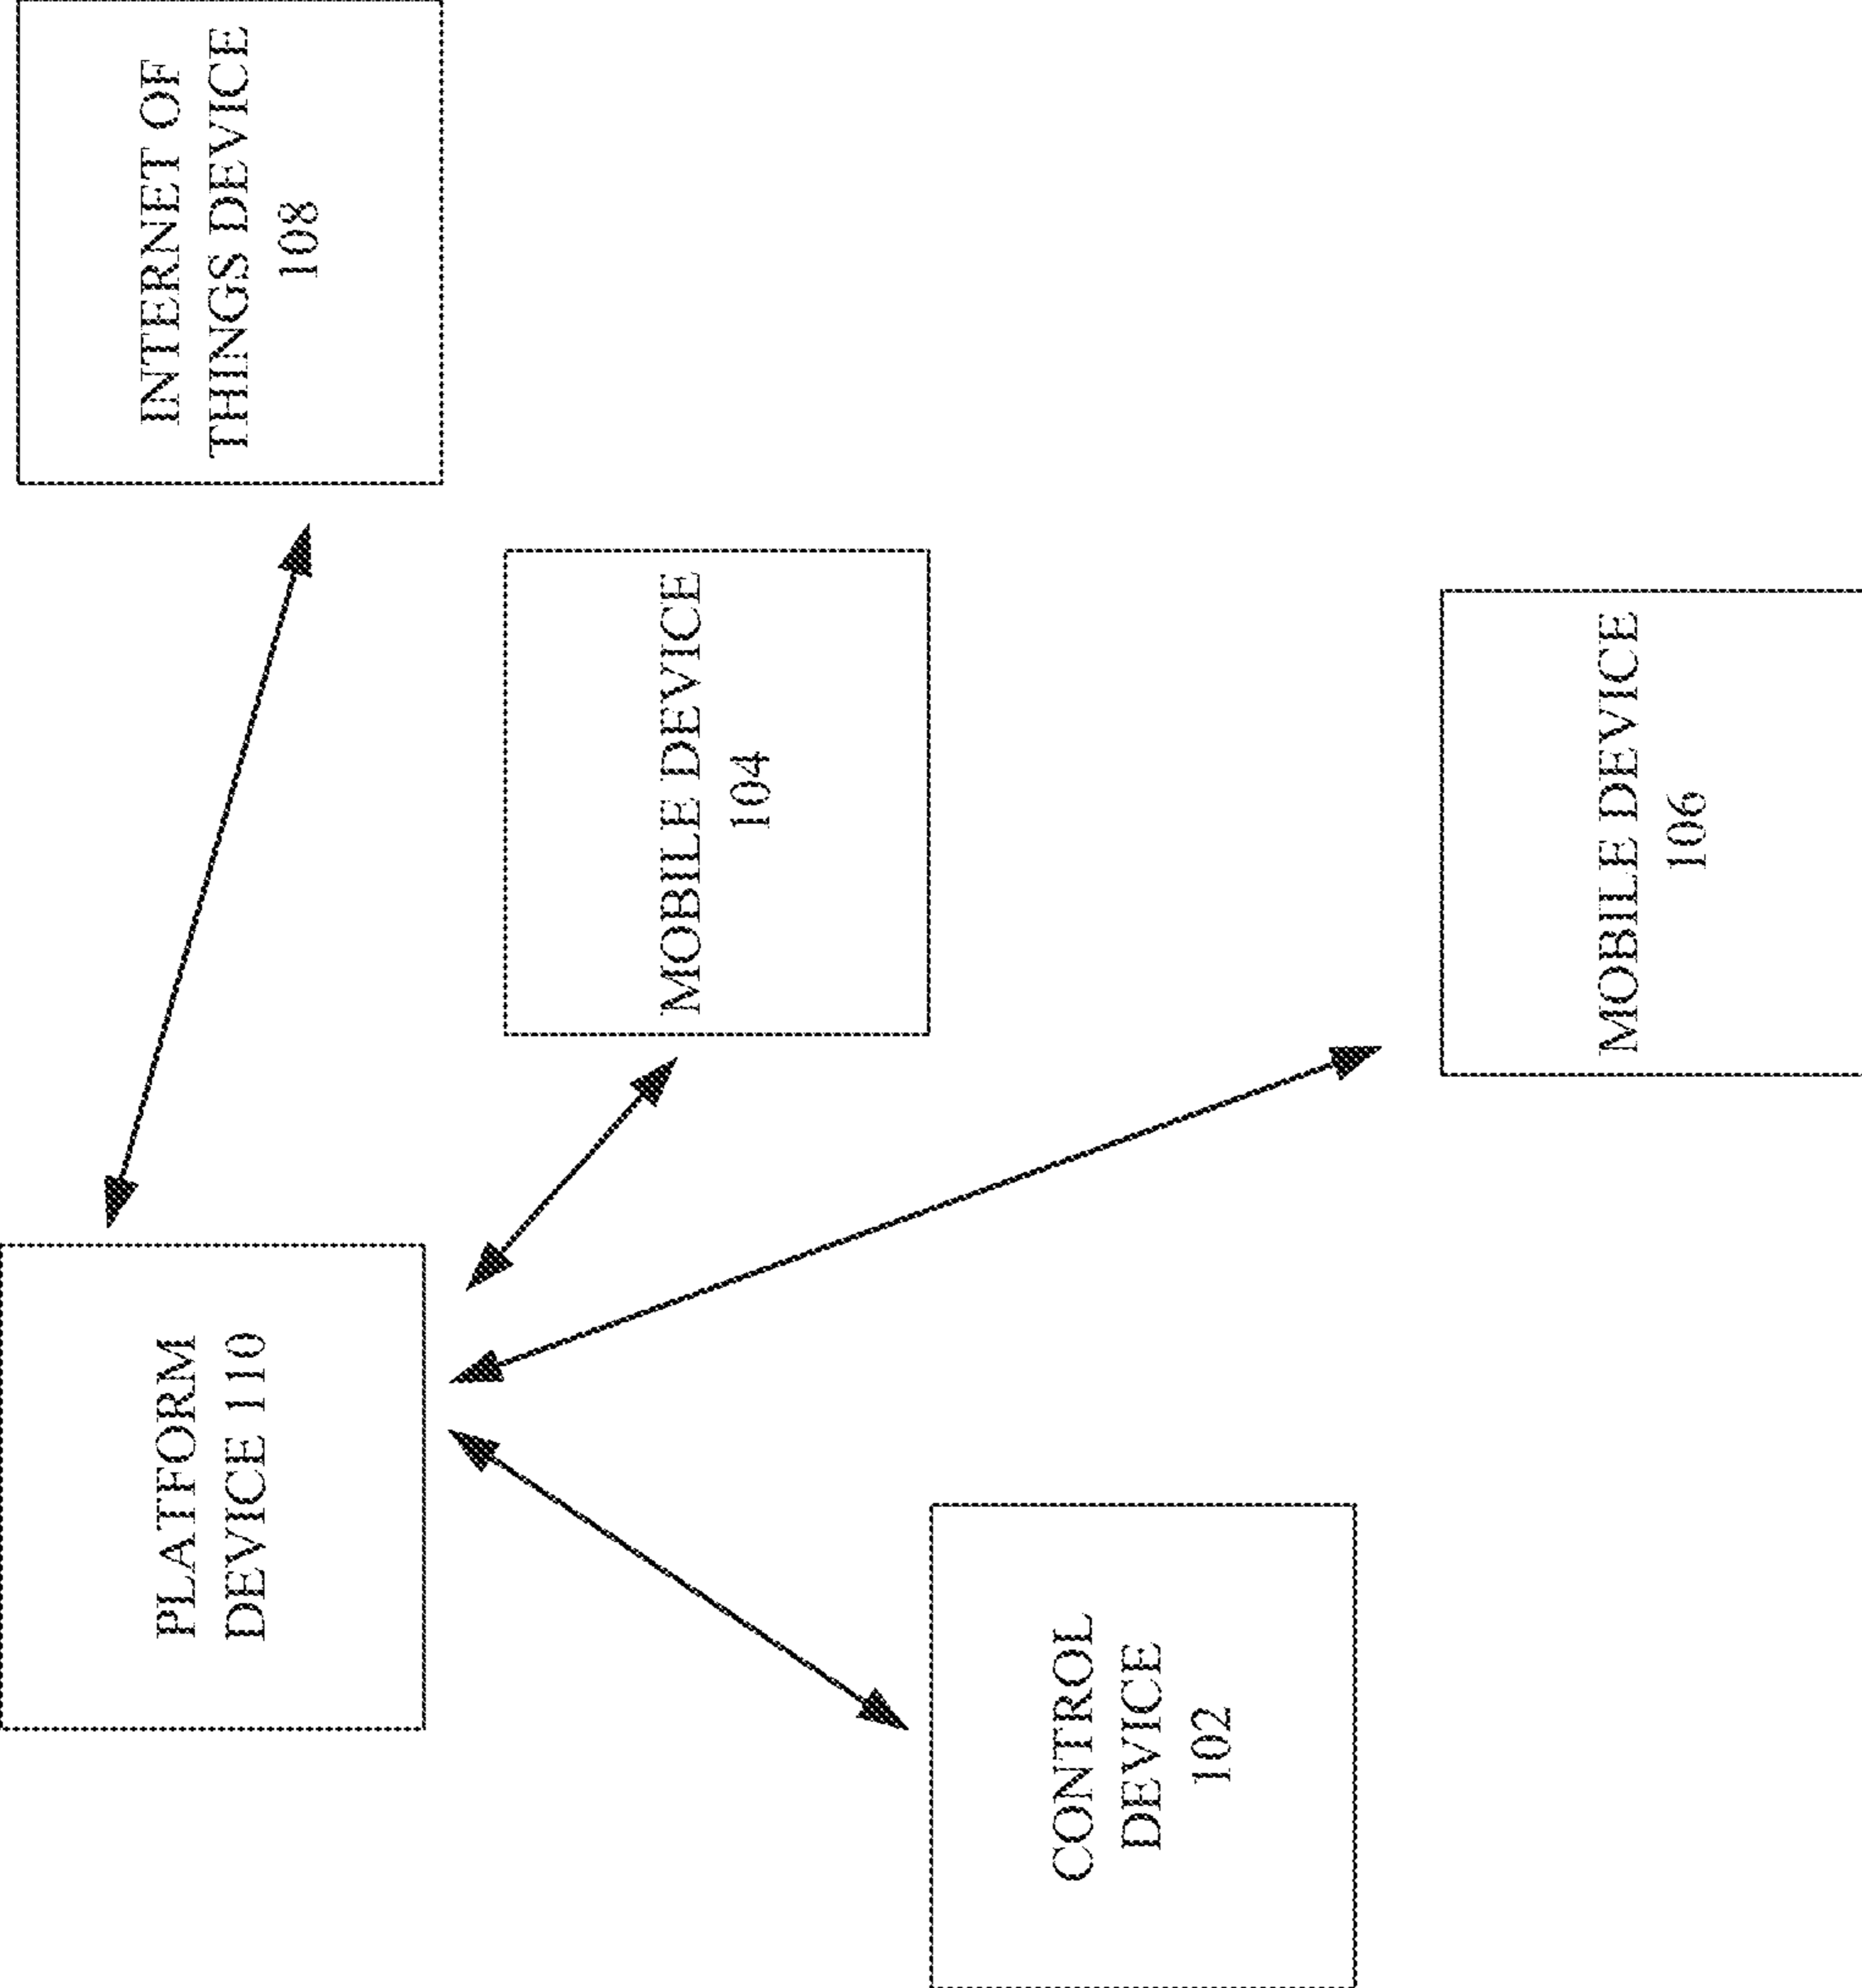 PLATFORM
DEVICE 110
INTERNET OF
THINGS DEVICE
108
MOBILE DEVICE
104
CONTROL
DEVICE
102
MOBILE DEVICE
106